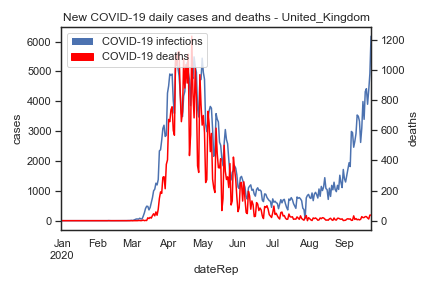 New COVID-19 daily cases and deaths - United_Kingdom
COVID-19 infections
COVID-19 deaths
6000
5000
4000
3000
2000
1000
0
cases
1200
1000
800
600
400
200
0
deaths
Jan Feb Mar Apr May Jun Jul Aug Sep
2020
dateRep